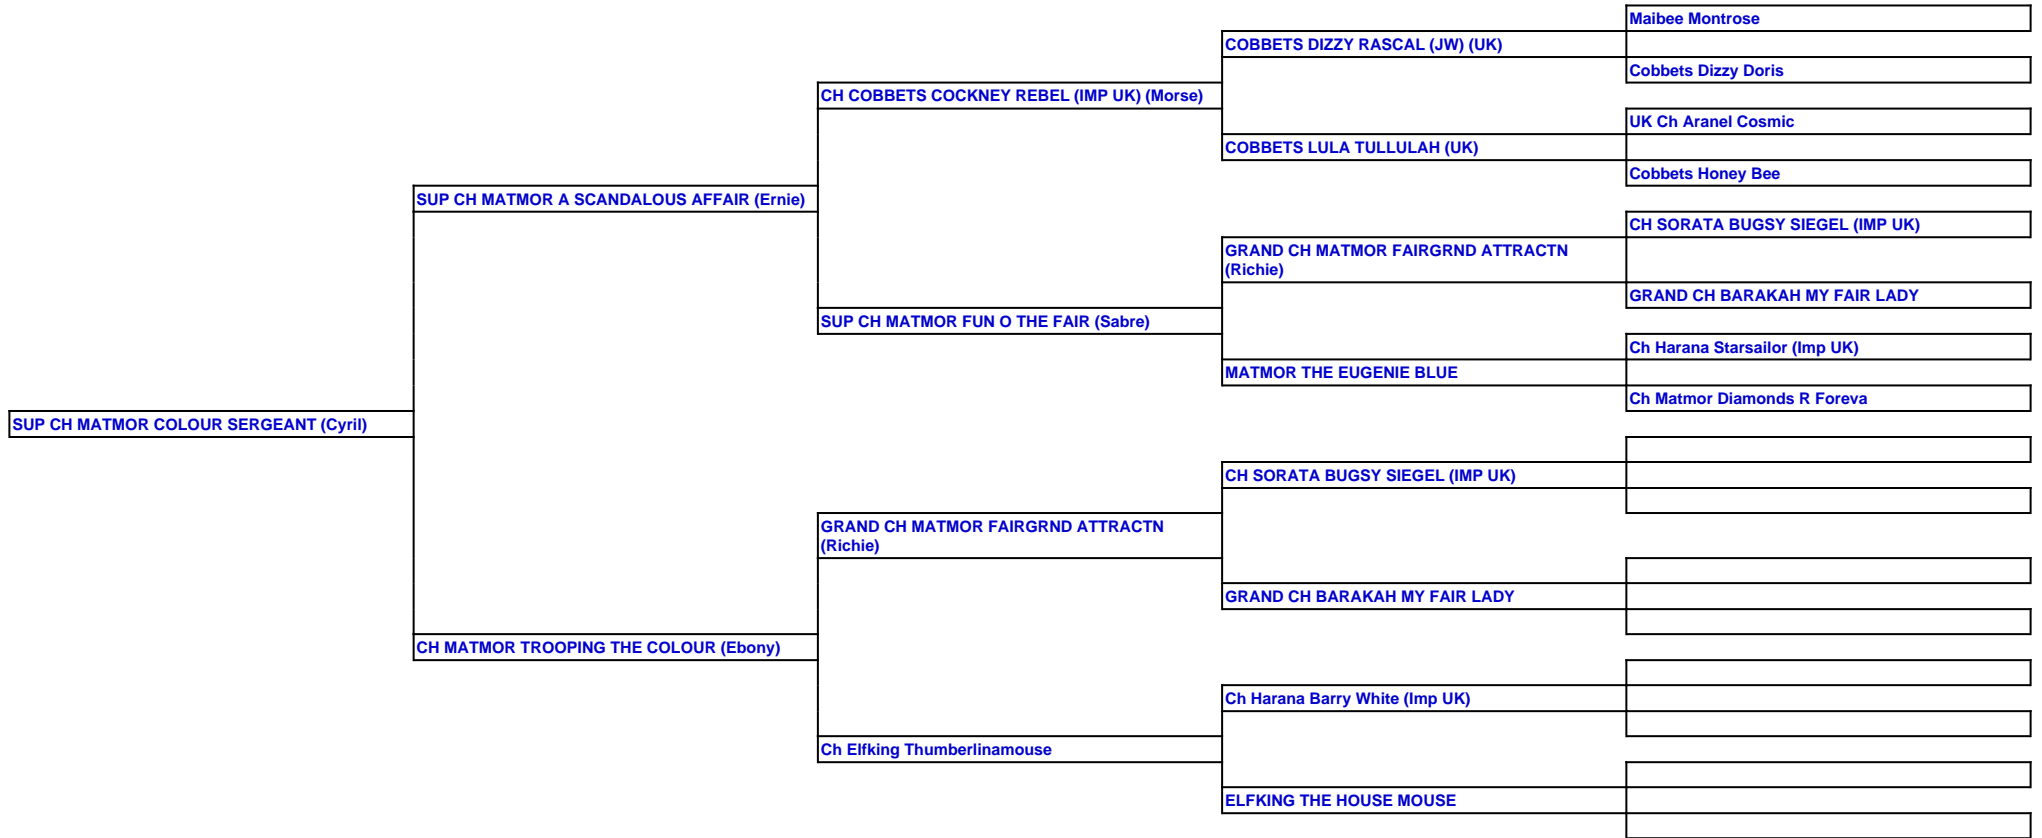 Maibee Montrose
COBBETS DIZZY RASCAL (JW) (UK)
Cobbets Dizzy Doris
CH COBBETS COCKNEY REBEL (IMP UK) (Morse)
UK Ch Aranel Cosmic
COBBETS LULA TULLULAH (UK)
Cobbets Honey Bee
SUP CH MATMOR A SCANDALOUS AFFAIR (Ernie)
CH SORATA BUGSY SIEGEL (IMP UK)
GRAND CH MATMOR FAIRGRND ATTRACTN
(Richie)
GRAND CH BARAKAH MY FAIR LADY
SUP CH MATMOR FUN O THE FAIR (Sabre)
Ch Harana Starsailor (Imp UK)
MATMOR THE EUGENIE BLUE
Ch Matmor Diamonds R Foreva
SUP CH MATMOR COLOUR SERGEANT (Cyril)
CH SORATA BUGSY SIEGEL (IMP UK)
GRAND CH MATMOR FAIRGRND ATTRACTN
(Richie)
GRAND CH BARAKAH MY FAIR LADY
CH MATMOR TROOPING THE COLOUR (Ebony)
Ch Harana Barry White (Imp UK)
Ch Elfking Thumberlinamouse
ELFKING THE HOUSE MOUSE